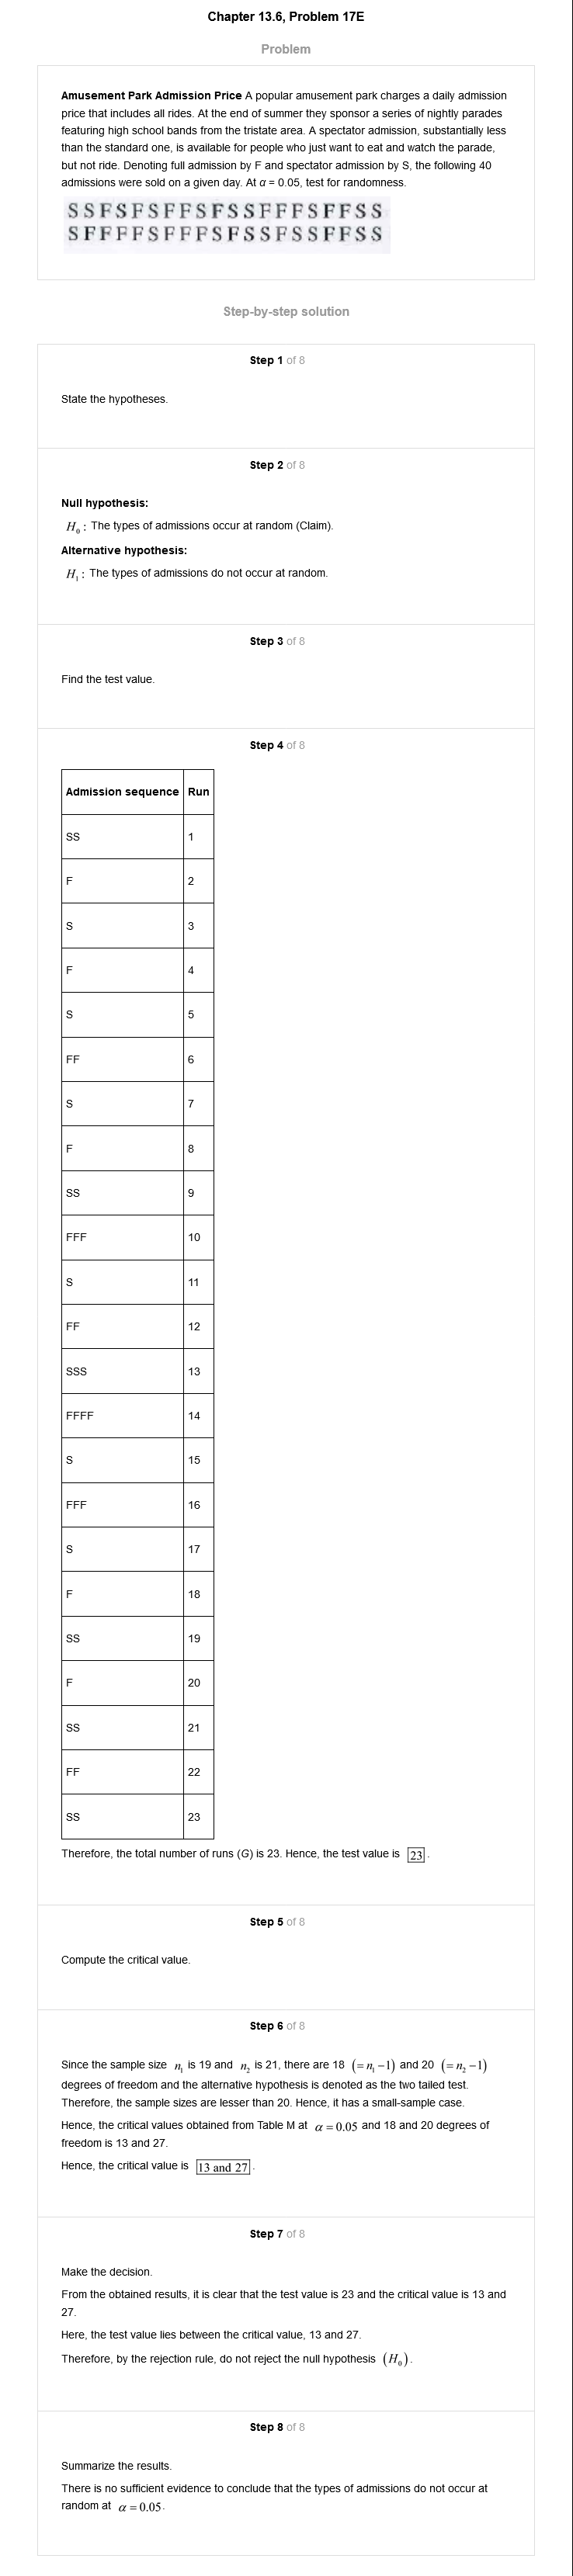 Chapter 13.6, Problem 17E
Problem
Amusement Park Admission Price A popular amusement park charges a daily admission
price that includes all rides. At the end of summer they sponsor a series of nightly parades
featuring high school bands from the tristate area. A spectator admission, substantially less
than the standard one, is available for people who just want to eat and watch the parade,
but not ride. Denoting full admission by F and spectator admission by S, the following 40
admissions were sold on a given day. At α = 0.05, test for randomness.
S S F S F S F F S F S S F F F S F F S S
S F F F F S F F F S F S S F S S F F S S
Step-by-step solution
Step 1 of 8
State the hypotheses.
Step 2 of 8
Null hypothesis:
H₀ : The types of admissions occur at random (Claim).
Alternative hypothesis:
H₁ : The types of admissions do not occur at random.
Step 3 of 8
Find the test value.
Step 4 of 8
Admission sequence Run
SS 1
F 2
S 3
F 4
S 5
FF 6
S 7
F 8
SS 9
FFF 10
S 11
FF 12
SSS 13
FFFF 14
S 15
FFF 16
S 17
F 18
SS 19
F 20
SS 21
FF 22
SS 23
Therefore, the total number of runs (G) is 23. Hence, the test value is 23.
Step 5 of 8
Compute the critical value.
Step 6 of 8
Since the sample size n₁ is 19 and n₂ is 21, there are 18 (= n₁ − 1) and 20 (= n₂ − 1)
degrees of freedom and the alternative hypothesis is denoted as the two tailed test.
Therefore, the sample sizes are lesser than 20. Hence, it has a small-sample case.
Hence, the critical values obtained from Table M at α = 0.05 and 18 and 20 degrees of
freedom is 13 and 27.
Hence, the critical value is 13 and 27.
Step 7 of 8
Make the decision.
From the obtained results, it is clear that the test value is 23 and the critical value is 13 and
27.
Here, the test value lies between the critical value, 13 and 27.
Therefore, by the rejection rule, do not reject the null hypothesis (H₀).
Step 8 of 8
Summarize the results.
There is no sufficient evidence to conclude that the types of admissions do not occur at
random at α = 0.05.